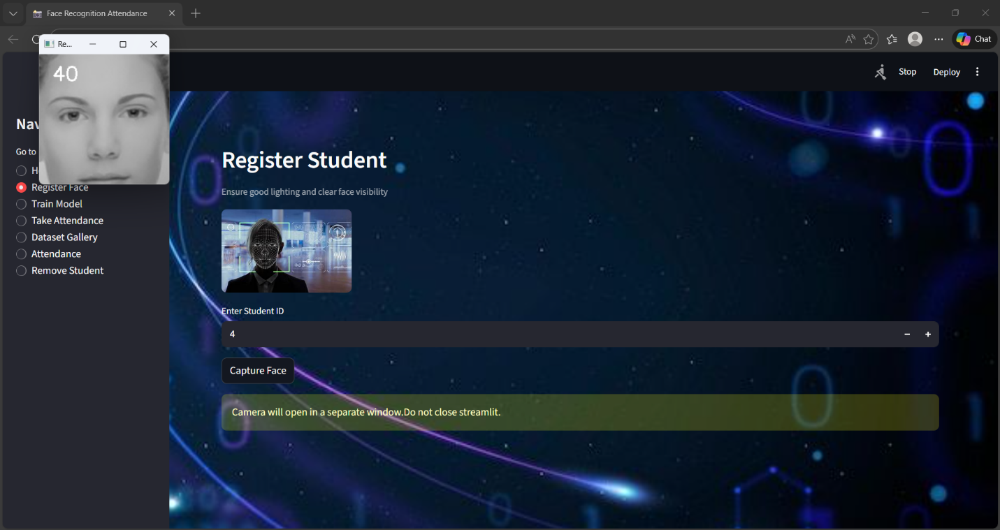 Face Recognition Attendance
Chat
Re...
40
Stop
Deploy
Nav
Go to
H
Register Face
Train Model
Take Attendance
Dataset Gallery
Attendance
Remove Student
Register Student
Ensure good lighting and clear face visibility
Enter Student ID
4
Capture Face
Camera will open in a separate window.Do not close streamlit.